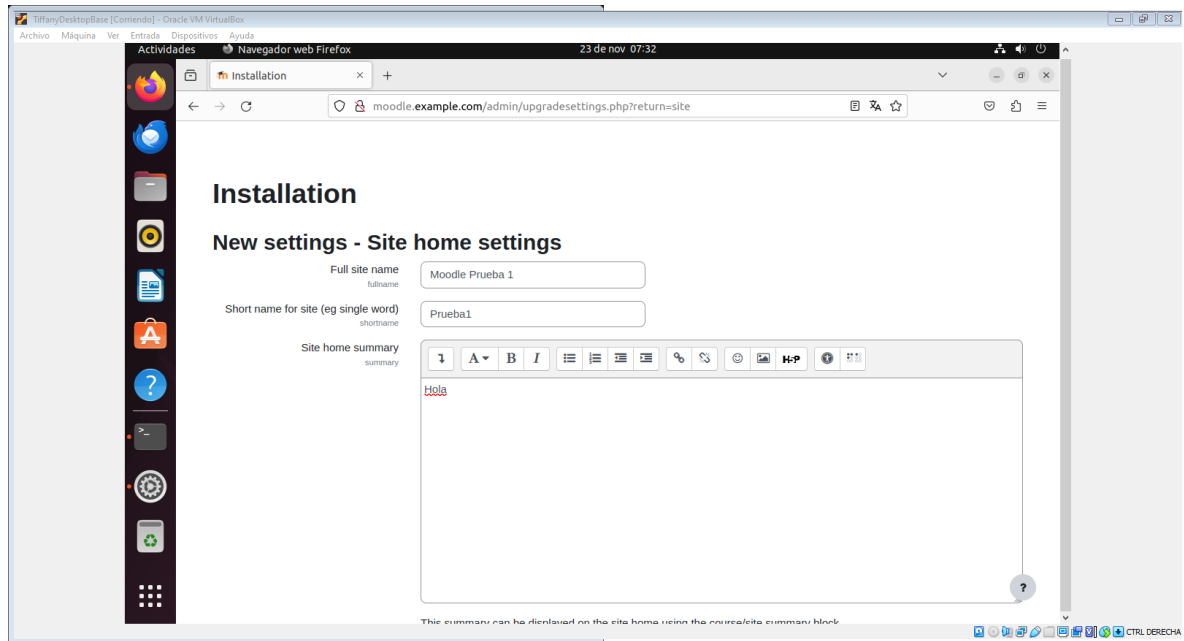 TiffanyDesktopBase [Corriendo] - Oracle VM VirtualBox
Archivo Máquina Ver Entrada Dispositivos Ayuda
Actividades Navegador web Firefox 23 de nov 07:32
Installation
moodle.example.com/admin/upgradesettings.php?return=site
Installation
New settings - Site home settings
Full site name
fullname
Moodle Prueba 1
Short name for site (eg single word)
shortname
Prueba1
Site home summary
summary
A B I H-P
Hola
?
This summary can be displayed on the site home using the course/site summary block.
CTRL DERECHA